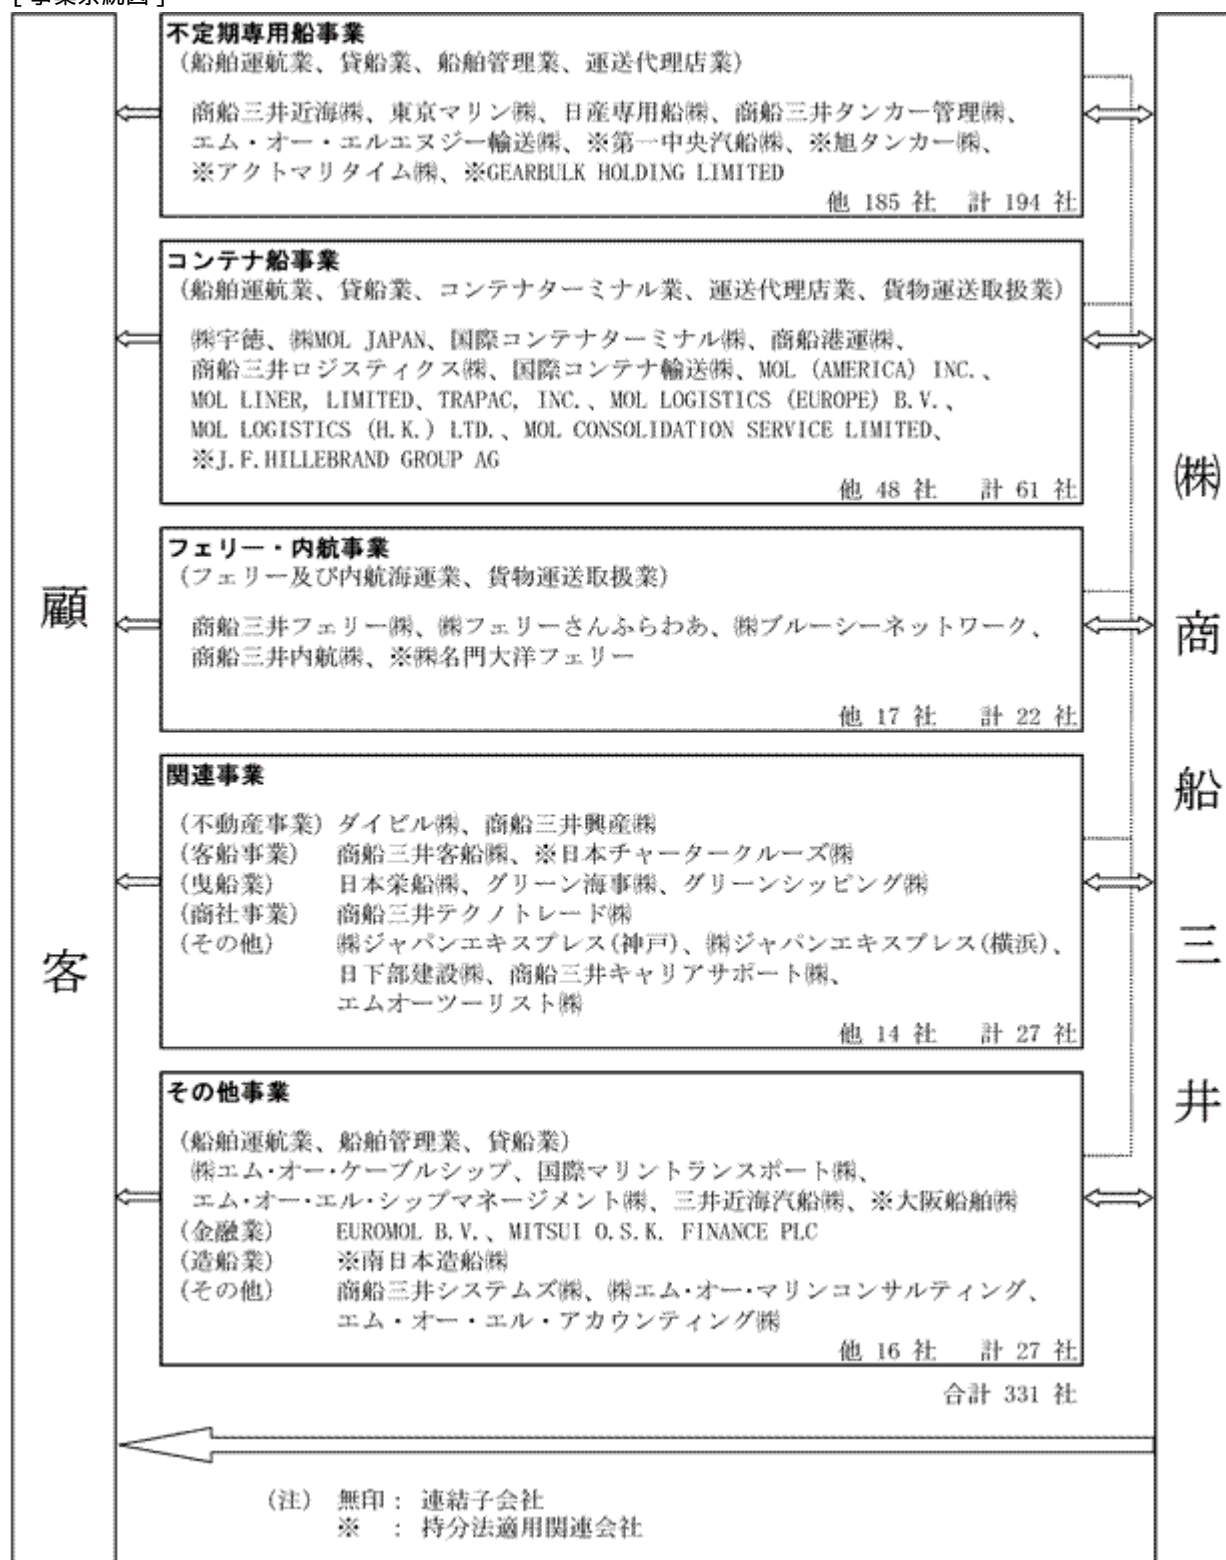 [ 事業系統図 ]
不定期専用船事業
(船舶運航業、貸船業、船舶管理業、運送代理店業)
商船三井近海㈱、東京マリン㈱、日産専用船㈱、商船三井タンカー管理㈱、
エム・オー・エルエヌジー輸送㈱、※第一中央汽船㈱、※旭タンカー㈱、
※アクトマリタイム㈱、※GEARBULK HOLDING LIMITED
他 185 社 計 194 社
コンテナ船事業
(船舶運航業、貸船業、コンテナターミナル業、運送代理店業、貨物運送取扱業)
㈱宇徳、㈱MOL JAPAN、国際コンテナターミナル㈱、商船港運㈱、
商船三井ロジスティクス㈱、国際コンテナ輸送㈱、MOL (AMERICA) INC.、
MOL LINER, LIMITED、TRAPAC, INC.、MOL LOGISTICS (EUROPE) B.V.、
MOL LOGISTICS (H.K.) LTD.、MOL CONSOLIDATION SERVICE LIMITED、
※J.F.HILLEBRAND GROUP AG
他 48 社 計 61 社
フェリー・内航事業
(フェリー及び内航海運業、貨物運送取扱業)
商船三井フェリー㈱、㈱フェリーさんふらわあ、㈱ブルーシーネットワーク、
商船三井内航㈱、※㈱名門大洋フェリー
他 17 社 計 22 社
関連事業
(不動産事業) ダイビル㈱、商船三井興産㈱
(客船事業) 商船三井客船㈱、※日本チャータークルーズ㈱
(曳船業) 日本栄船㈱、グリーン海事㈱、グリーンシッピング㈱
(商社事業) 商船三井テクノトレード㈱
(その他) ㈱ジャパンエキスプレス(神戸)、㈱ジャパンエキスプレス(横浜)、
日下部建設㈱、商船三井キャリアサポート㈱、
エムオーツーリスト㈱
他 14 社 計 27 社
その他事業
(船舶運航業、船舶管理業、貸船業)
㈱エム・オー・ケーブルシップ、国際マリントランスポート㈱、
エム・オー・エル・シップマネージメント㈱、三井近海汽船㈱、※大阪船舶㈱
(金融業) EUROMOL B.V.、MITSUI O.S.K. FINANCE PLC
(造船業) ※南日本造船㈱
(その他) 商船三井システムズ㈱、㈱エム・オー・マリンコンサルティング、
エム・オー・エル・アカウンティング㈱
他 16 社 計 27 社
合計 331 社
顧客
㈱商船三井
(注) 無印 : 連結子会社
※ : 持分法適用関連会社